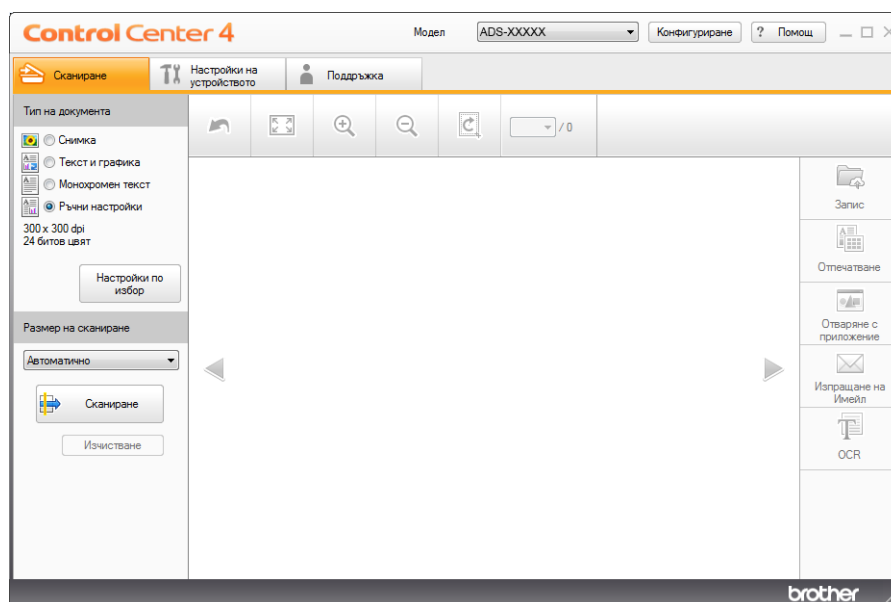 Control Center 4
Модел
ADS-XXXXX
Конфигуриране
? Помощ
Сканиране
Настройки на
устройството
Поддръжка
Тип на документа
Снимка
Текст и графика
Монохромен текст
Ръчни настройки
300 x 300 dpi
24 битов цвят
Настройки по
избор
Размер на сканиране
Автоматично
Сканиране
Изчистване
/ 0
Запис
Отпечатване
Отваряне с
приложение
Изпращане на
Имейл
OCR
brother